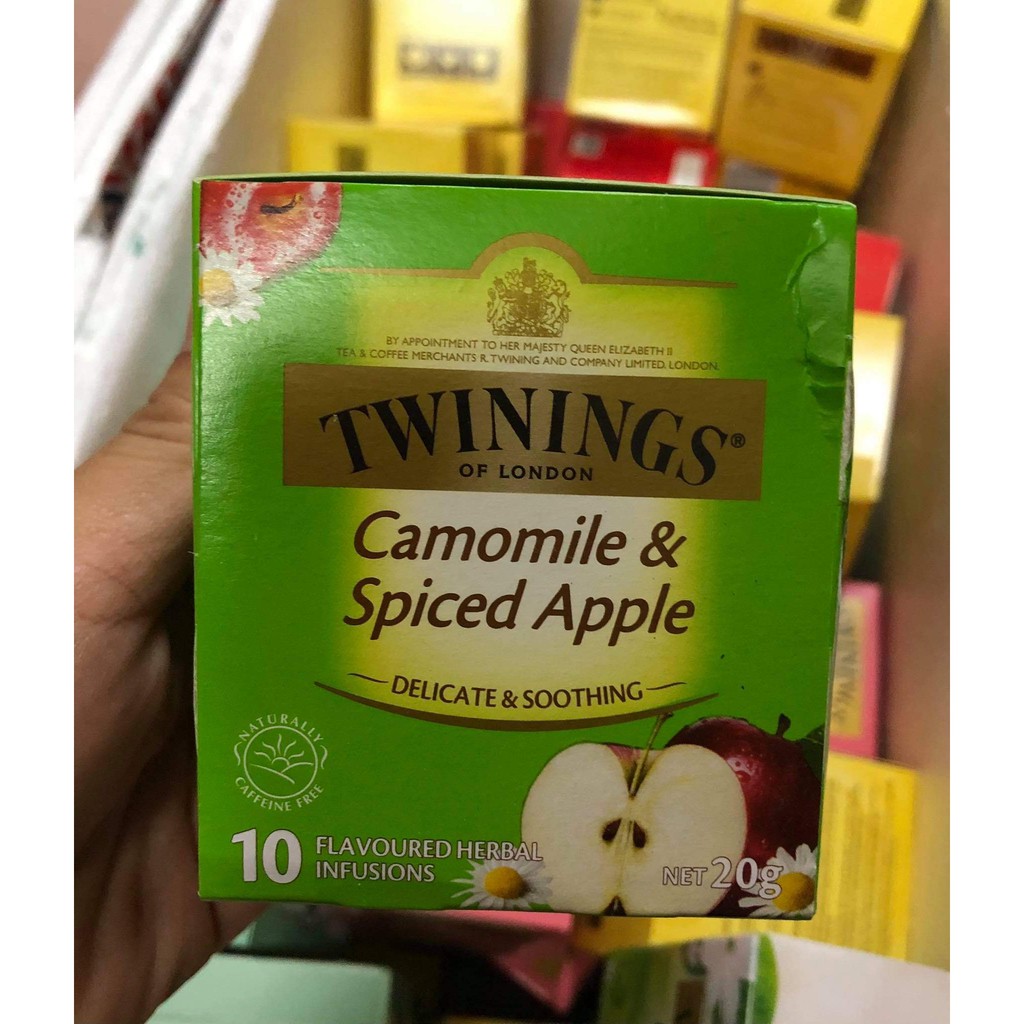 BY APPOINTMENT TO HER MAJESTY QUEEN ELIZABETH II
TEA & COFFEE MERCHANTS R. TWINING AND COMPANY LIMITED. LONDON.
TWININGS®
OF LONDON
Camomile &
Spiced Apple
DELICATE & SOOTHING
NATURALLY
CAFFEINE FREE
10 FLAVOURED HERBAL
INFUSIONS
NET 20g